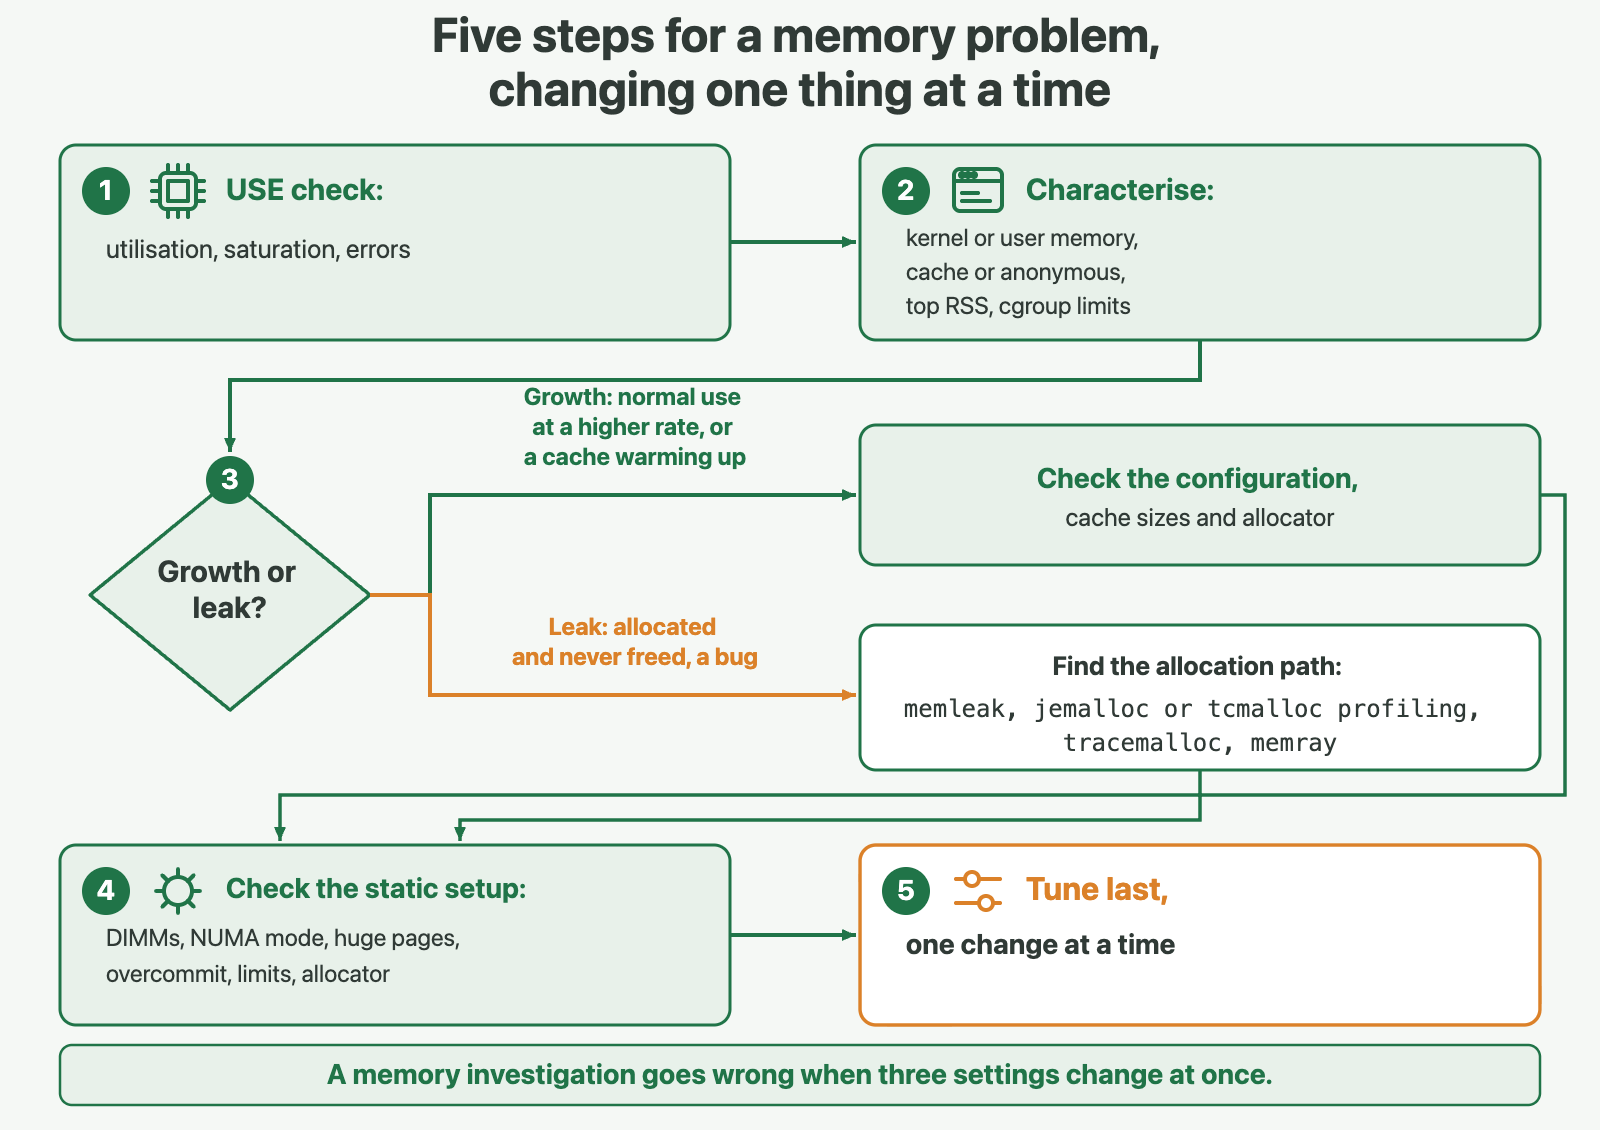 Five steps for a memory problem,
changing one thing at a time
1
USE check:
utilisation, saturation, errors
2
Characterise:
kernel or user memory,
cache or anonymous,
top RSS, cgroup limits
Growth: normal use
at a higher rate, or
a cache warming up
3
Growth or
leak?
Check the configuration,
cache sizes and allocator
Leak: allocated
and never freed, a bug
Find the allocation path:
memleak, jemalloc or tcmalloc profiling,
tracemalloc, memray
4
Check the static setup:
DIMMs, NUMA mode, huge pages,
overcommit, limits, allocator
5
Tune last,
one change at a time
A memory investigation goes wrong when three settings change at once.